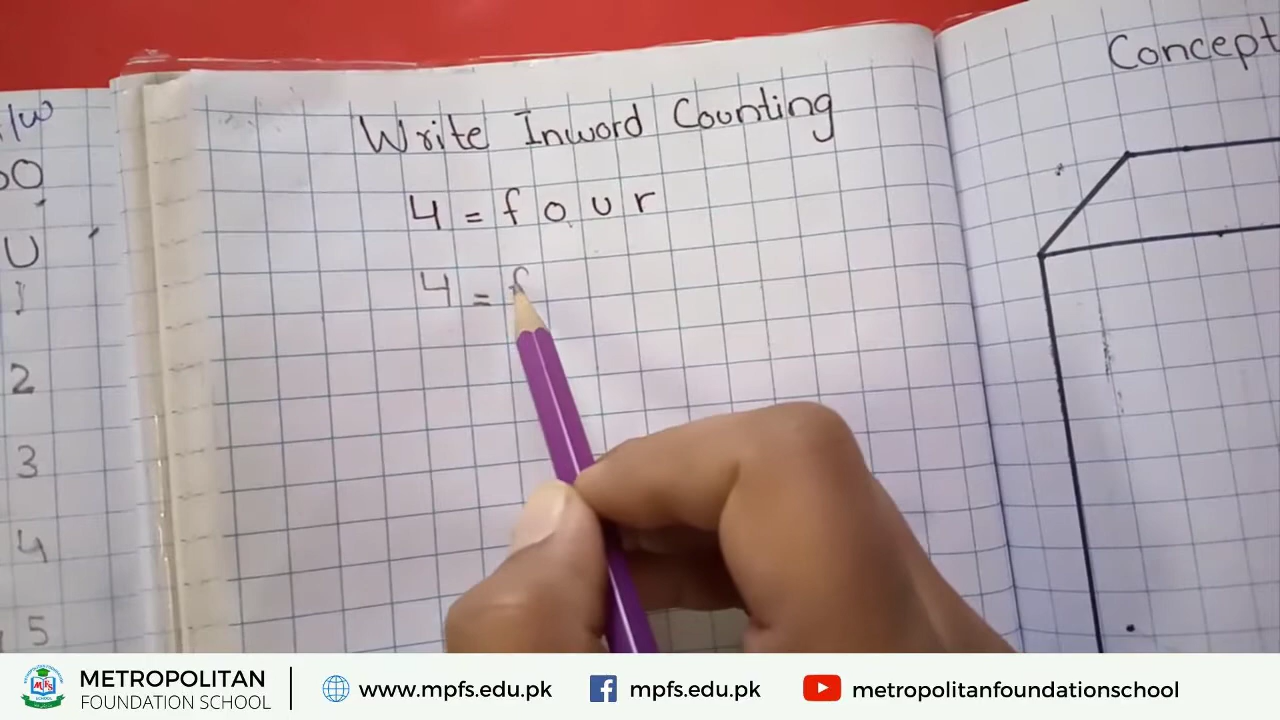 Write Inword Counting
4 = four
4 = f
Concept
U
2
3
4
5
METROPOLITAN
FOUNDATION SCHOOL
www.mpfs.edu.pk
mpfs.edu.pk
metropolitanfoundationschool